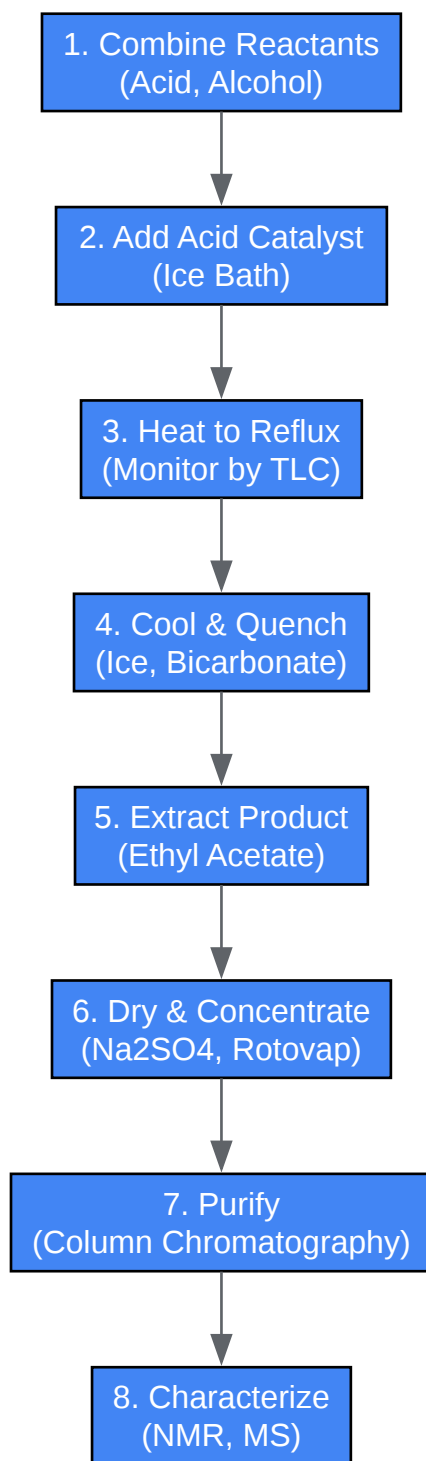 1. Combine Reactants
(Acid, Alcohol)
2. Add Acid Catalyst
(Ice Bath)
3. Heat to Reflux
(Monitor by TLC)
4. Cool & Quench
(Ice, Bicarbonate)
5. Extract Product
(Ethyl Acetate)
6. Dry & Concentrate
(Na2SO4, Rotovap)
7. Purify
(Column Chromatography)
8. Characterize
(NMR, MS)